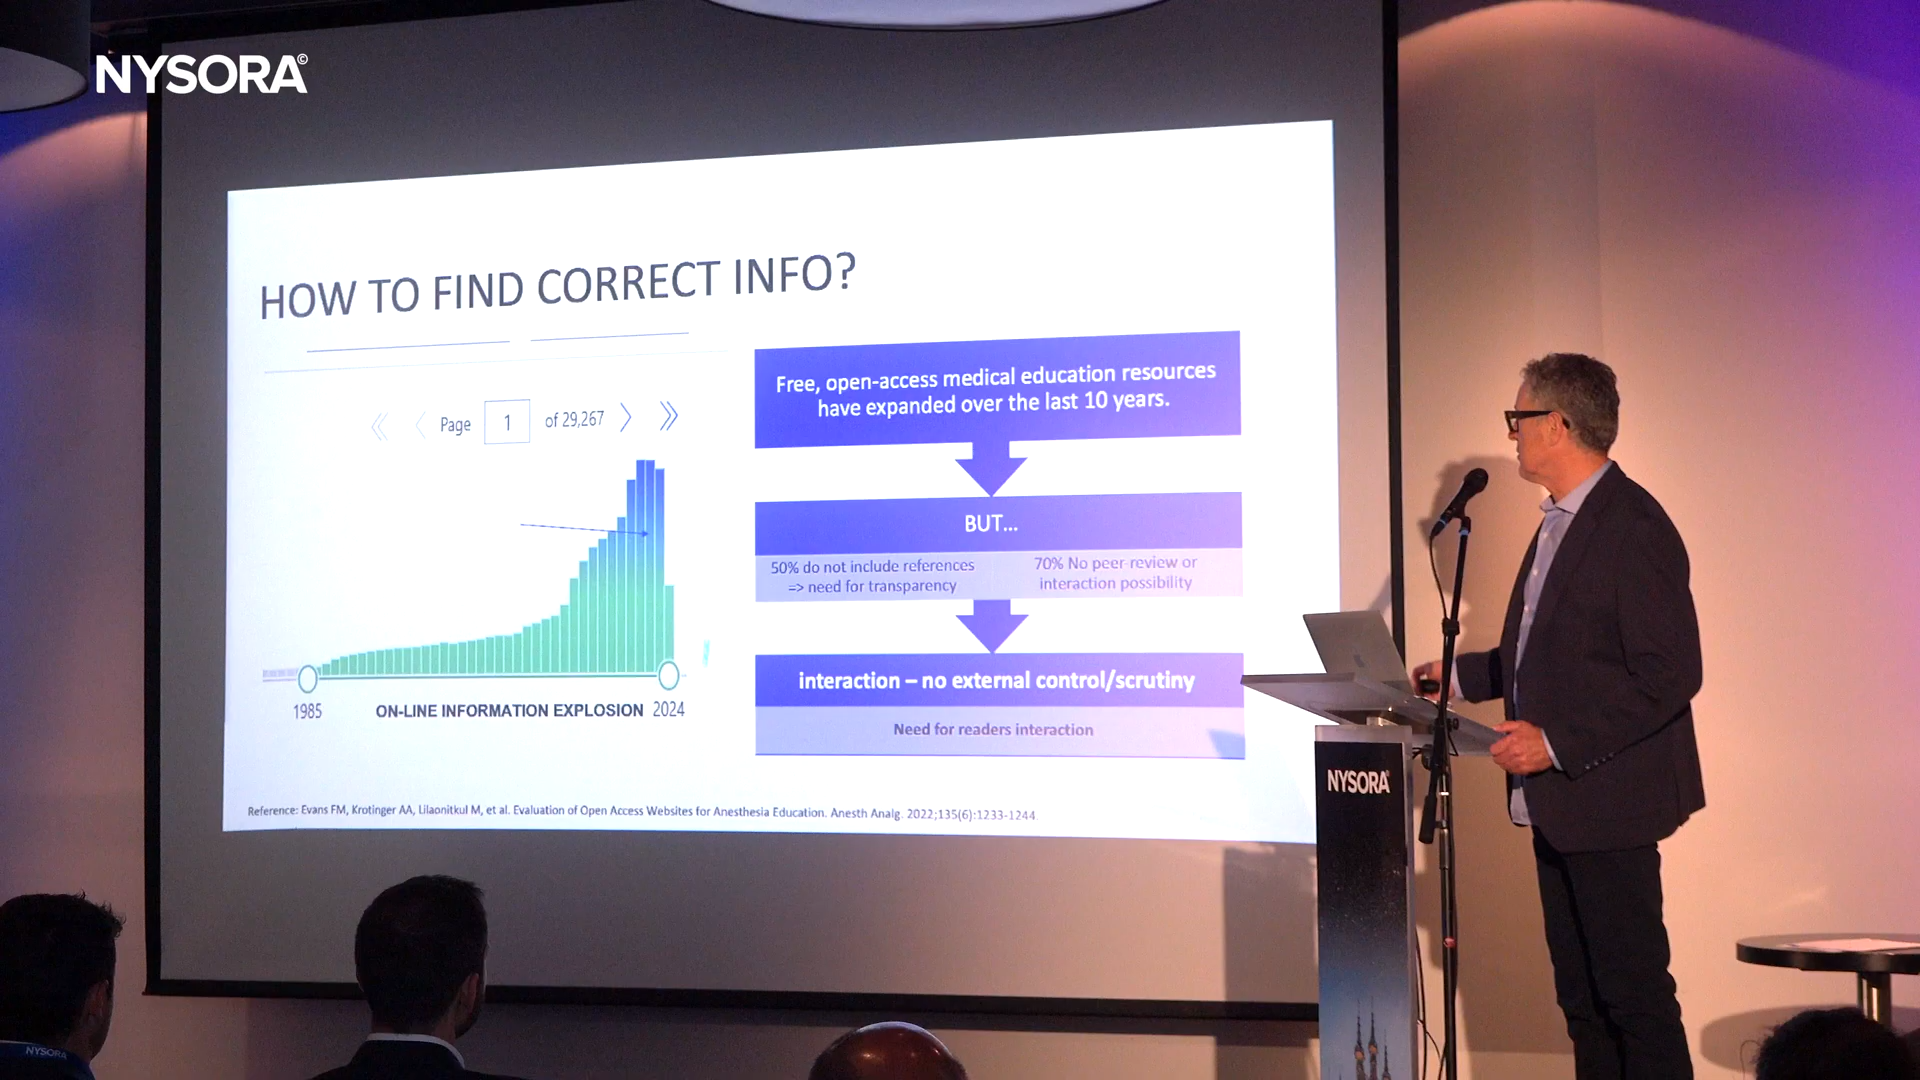 NYSORA©
HOW TO FIND CORRECT INFO?
Page 1 of 29,267
1985
ON-LINE INFORMATION EXPLOSION
2024
Free, open-access medical education resources
have expanded over the last 10 years.
BUT...
50% do not include references
=> need for transparency
70% No peer-review or
interaction possibility
interaction – no external control/scrutiny
Need for readers interaction
Reference: Evans FM, Krotinger AA, Lilaonitkul M, et al. Evaluation of Open Access Websites for Anesthesia Education. Anesth Analg. 2022;135(6):1233-1244.
NYSORA
NYSORA